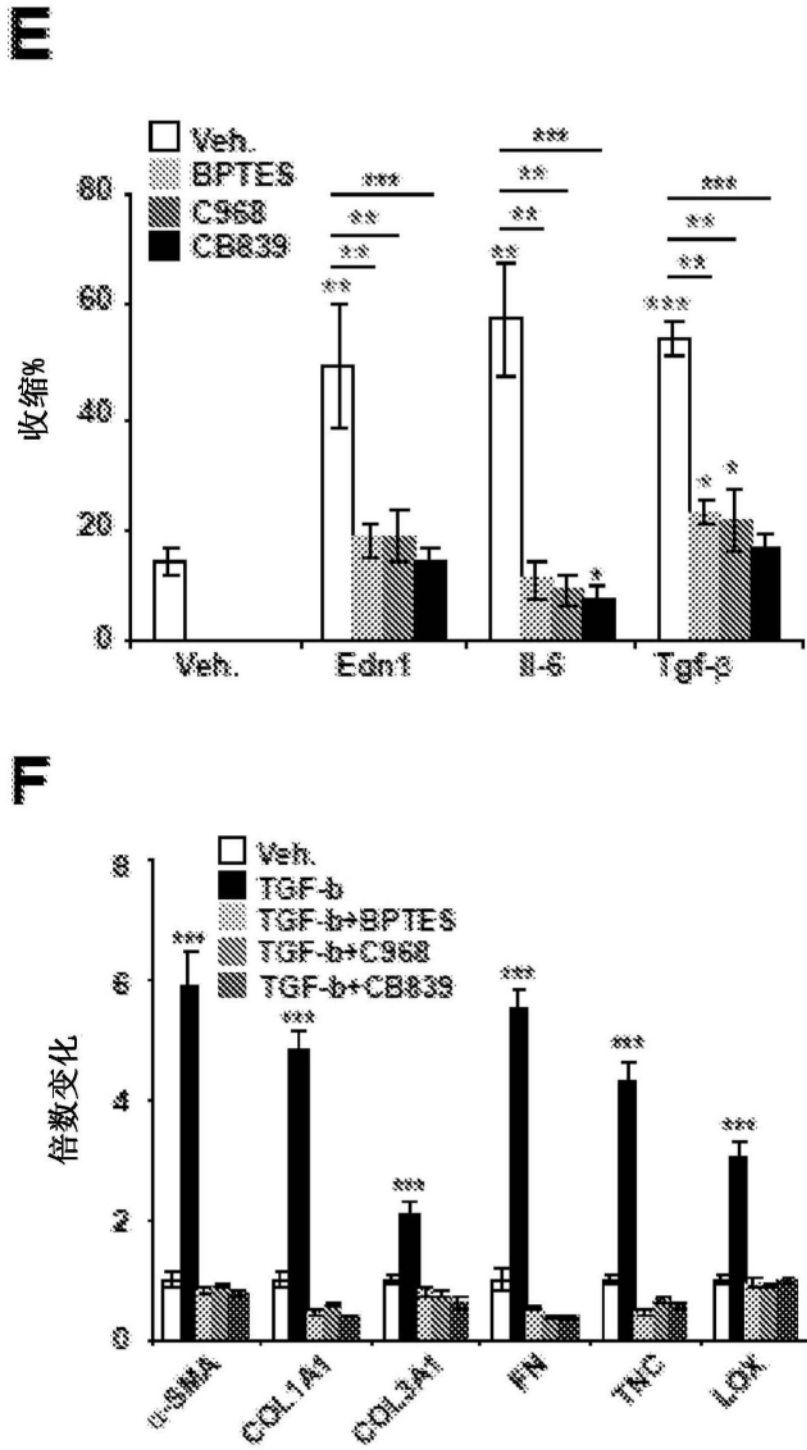 E
Veh.
BPTES
C968
CB839
***
**
**
**
***
**
**
**
***
**
**
***
*
*
*
80
60
40
20
0
收缩%
Veh.
Edn1
Il-6
Tgf-β
F
Veh.
TGF-b
TGF-b+BPTES
TGF-b+C968
TGF-b+CB839
8
6
4
2
0
倍数变化
***
***
***
***
***
***
α-SMA
COL1A1
COL3A1
FN
TNC
LOX